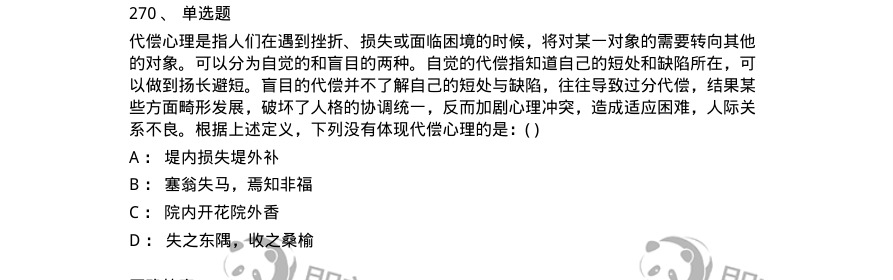 270 、 单选题
代偿心理是指人们在遇到挫折、损失或面临困境的时候，将对某一对象的需要转向其他
的对象。可以分为自觉的和盲目的两种。自觉的代偿指知道自己的短处和缺陷所在，可
以做到扬长避短。盲目的代偿并不了解自己的短处与缺陷，往往导致过分代偿，结果某
些方面畸形发展，破坏了人格的协调统一，反而加剧心理冲突，造成适应困难，人际关
系不良。根据上述定义，下列没有体现代偿心理的是：( )
A ： 堤内损失堤外补
B ： 塞翁失马，焉知非福
C ： 院内开花院外香
D ： 失之东隅，收之桑榆